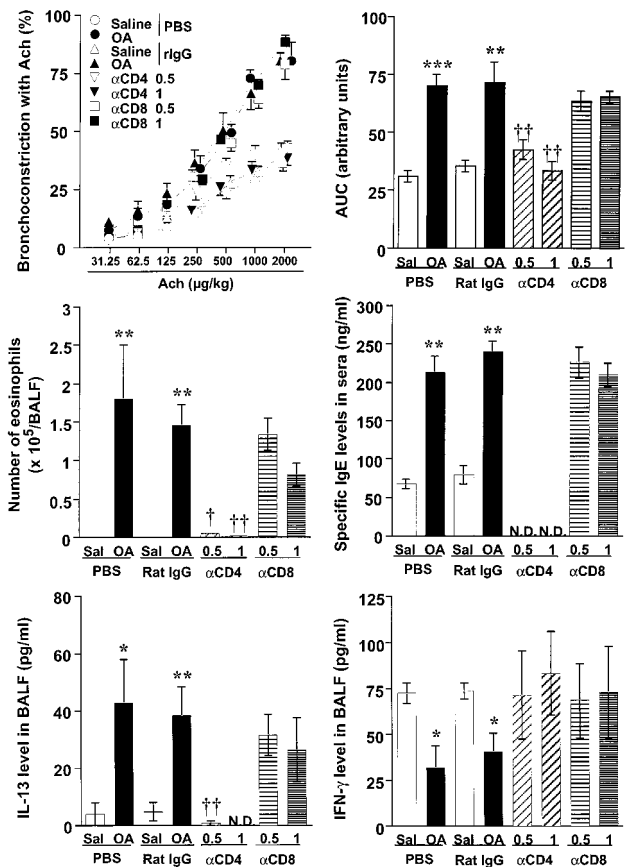 Bronchoconstriction with Ach (%)
100
75
50
25
0
Saline
OA
PBS
Saline
OA
rIgG
αCD4 0.5
αCD4 1
αCD8 0.5
αCD8 1
31.25 62.5 125 250 500 1000 2000
Ach (μg/kg)
AUC (arbitrary units)
100
75
50
25
0
*** ** †† ††
Sal OA Sal OA 0.5 1 0.5 1
PBS Rat IgG αCD4 αCD8
Number of eosinophils
(x 10⁵/BALF)
3
2.5
2
1.5
1
0.5
0
** ** † ††
Sal OA Sal OA 0.5 1 0.5 1
PBS Rat IgG αCD4 αCD8
Specific IgE levels in sera (ng/ml)
300
250
200
150
100
50
0
** ** N.D. N.D.
Sal OA Sal OA 0.5 1 0.5 1
PBS Rat IgG αCD4 αCD8
IL-13 level in BALF (pg/ml)
80
60
40
20
0
* ** †† N.D.
Sal OA Sal OA 0.5 1 0.5 1
PBS Rat IgG αCD4 αCD8
IFN-γ level in BALF (pg/ml)
125
100
75
50
25
0
* *
Sal OA Sal OA 0.5 1 0.5 1
PBS Rat IgG αCD4 αCD8